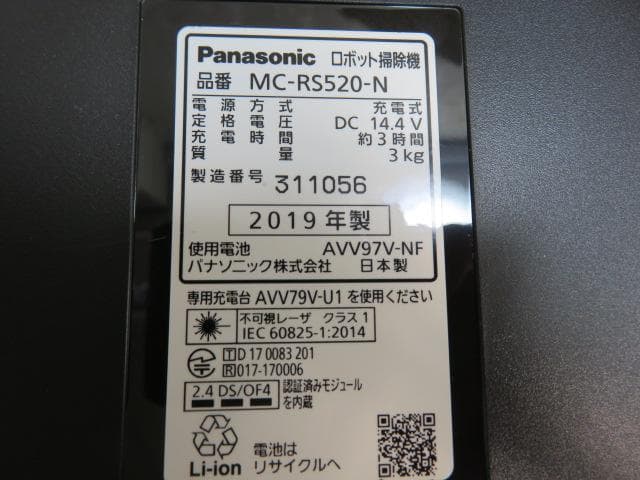 Panasonic ロボット掃除機
品番 MC-RS520-N
電源方式 充電式
定格電圧 DC 14.4 V
充電時間 約3時間
質量 3 kg
製造番号 311056
2019年製
使用電池 AVV97V-NF
パナソニック株式会社 日本製
専用充電台 AVV79V-U1 を使用ください
不可視レーザ クラス1
IEC 60825-1:2014
T D 17 0083 201
R 017-170006
2.4 DS/OF4 認証済みモジュール
を内蔵
電池は
Li-ion リサイクルへ